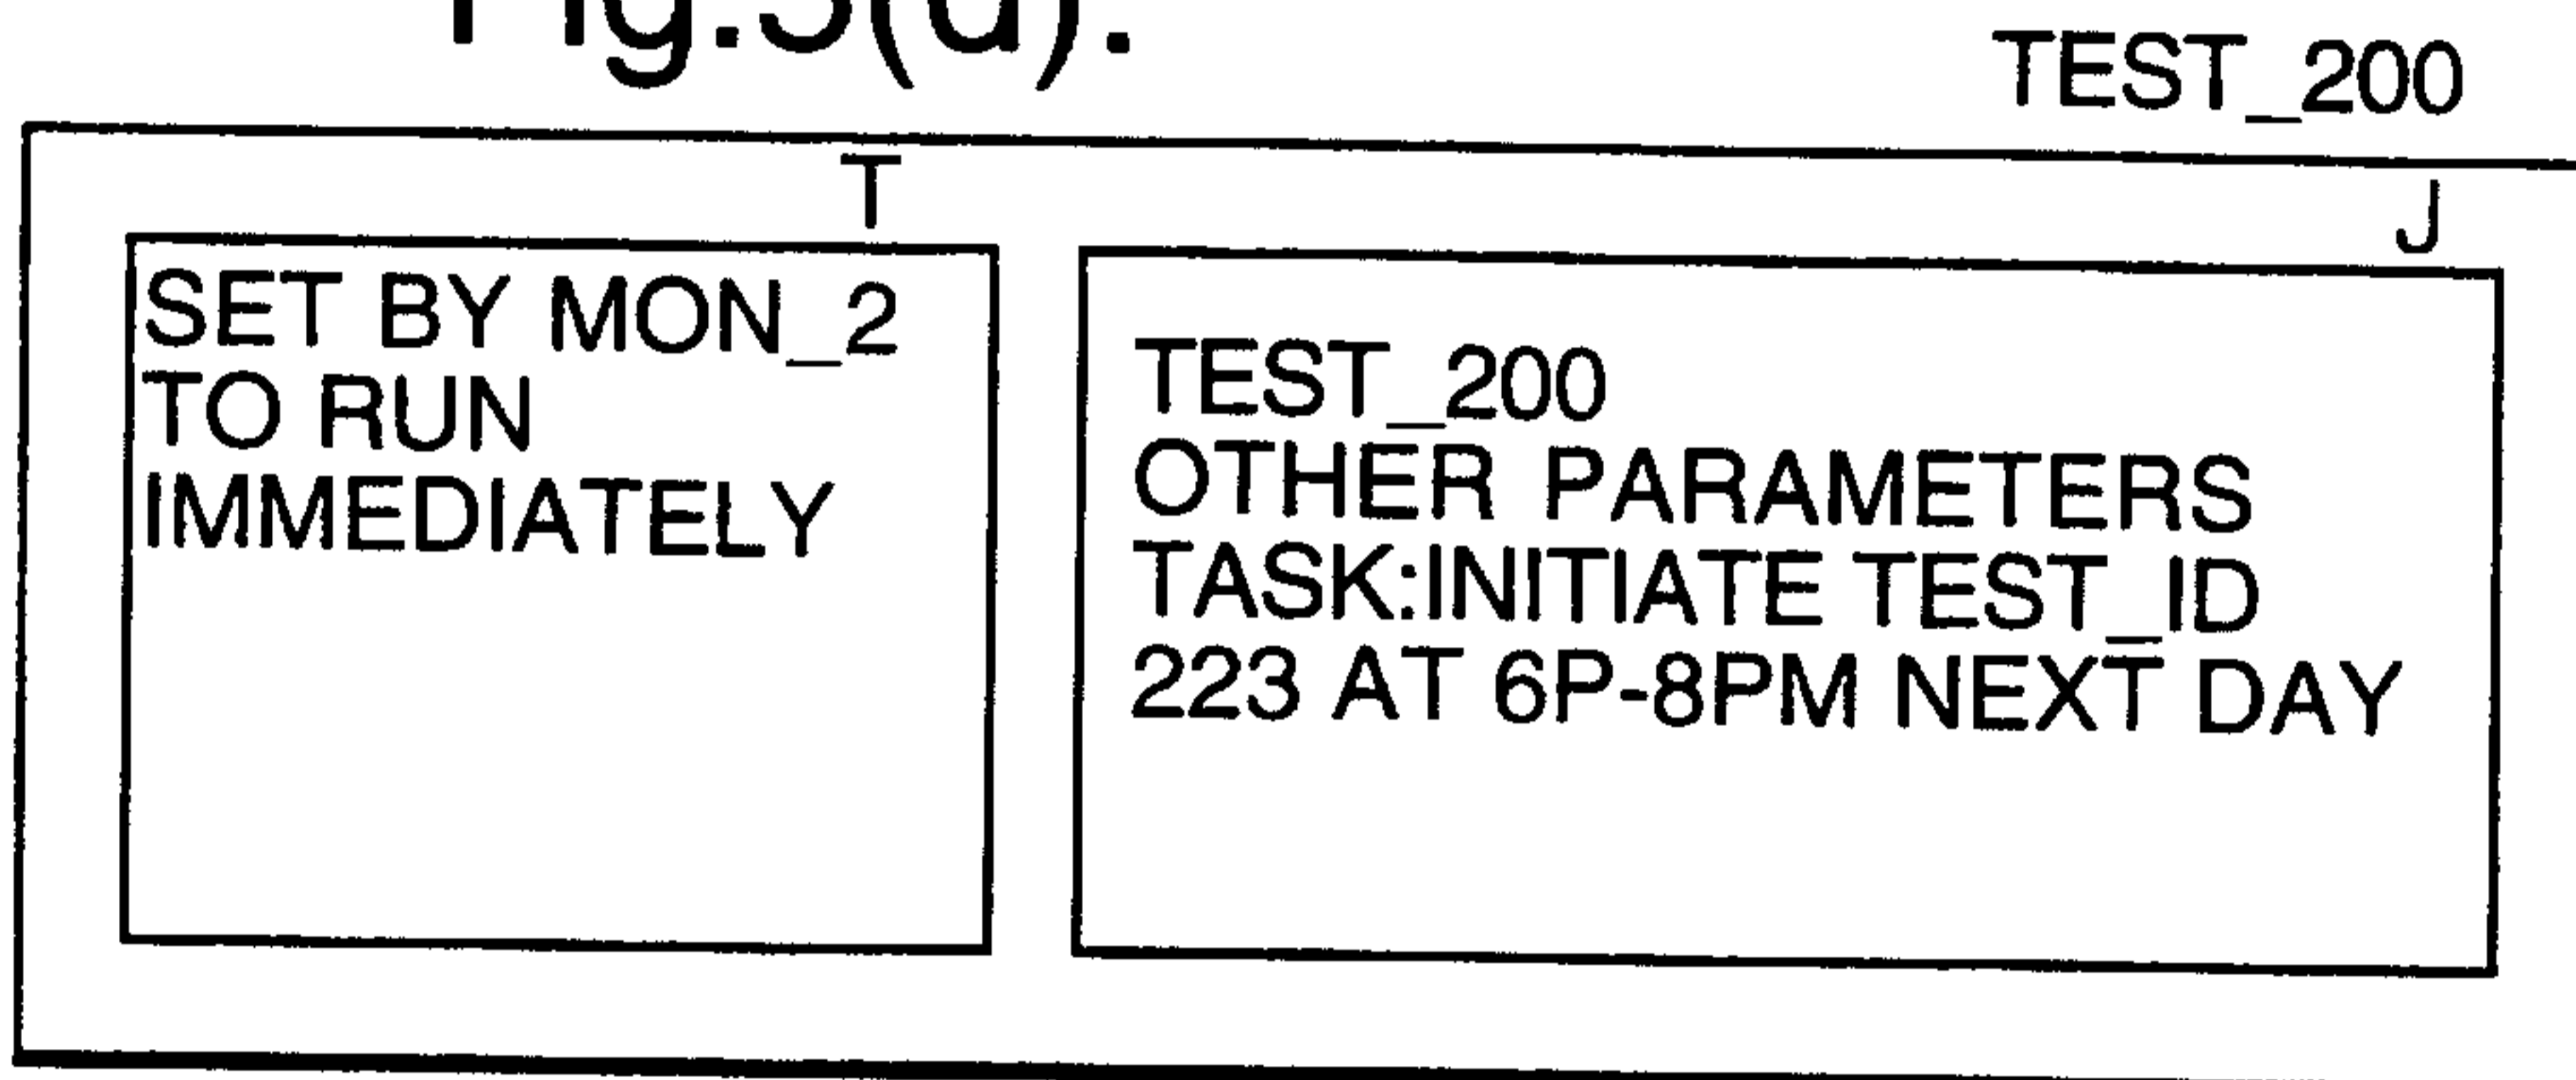 TEST_200
T
J
SET BY MON_2
TO RUN
IMMEDIATELY
TEST_200
OTHER PARAMETERS
TASK:INITIATE TEST_ID
223 AT 6P-8PM NEXT DAY